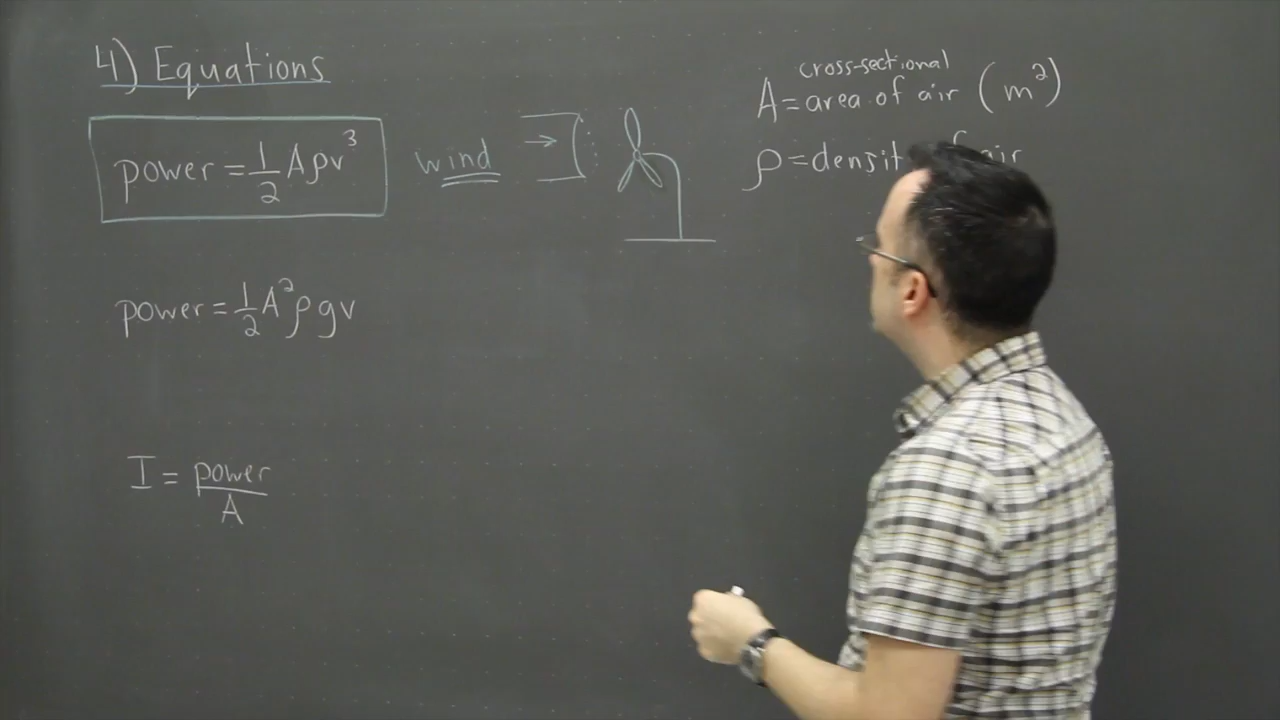 4) Equations
power = 1/2 Aρv³
wind
cross-sectional
A = area of air (m²)
ρ = densit f air
power = 1/2 A²ρgv
I = power/A